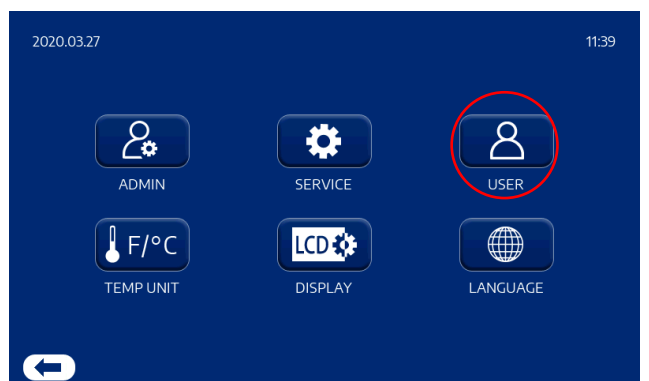 2020.03.27 11:39
ADMIN SERVICE USER
F/°C LCD
TEMP UNIT DISPLAY LANGUAGE